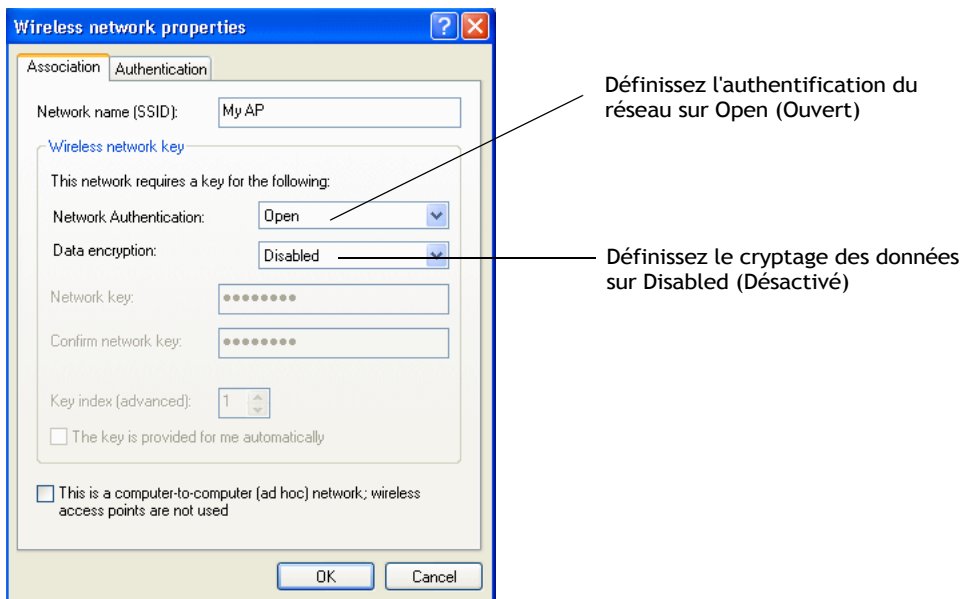 Wireless network properties
Association
Authentication
Network name (SSID):
My AP
Wireless network key
This network requires a key for the following:
Network Authentication:
Open
Data encryption:
Disabled
Network key:
••••••••
Confirm network key:
••••••••
Key index (advanced):
1
The key is provided for me automatically
This is a computer-to-computer (ad hoc) network; wireless
access points are not used
OK
Cancel
Définissez l'authentification du
réseau sur Open (Ouvert)
Définissez le cryptage des données
sur Disabled (Désactivé)